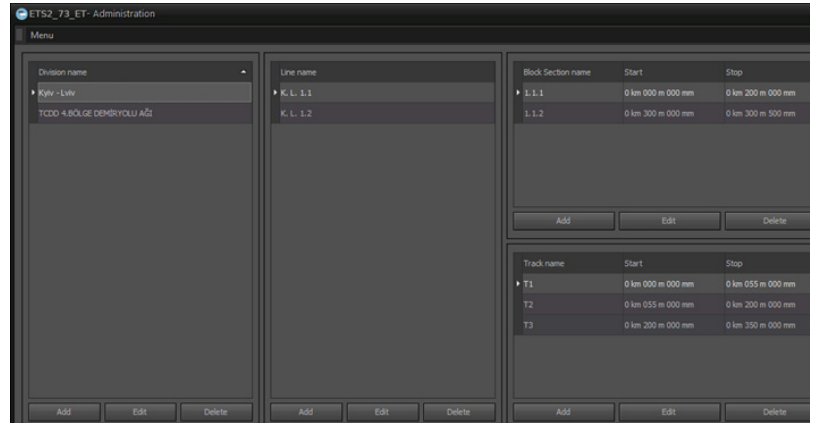 ETS2_73_ET- Administration
Menu
Division name
Kyiv - Lviv
TCDD 4.BÖLGE DEMİRYOLU AĞI
Add Edit Delete
Line name
K. L. 1.1
K. L. 1.2
Add Edit Delete
Block Section name Start Stop
1.1.1 0 km 000 m 000 mm 0 km 200 m 000 mm
1.1.2 0 km 300 m 000 mm 0 km 300 m 500 mm
Add Edit Delete
Track name Start Stop
T1 0 km 000 m 000 mm 0 km 055 m 000 mm
T2 0 km 055 m 000 mm 0 km 200 m 000 mm
T3 0 km 200 m 000 mm 0 km 350 m 000 mm
Add Edit Delete